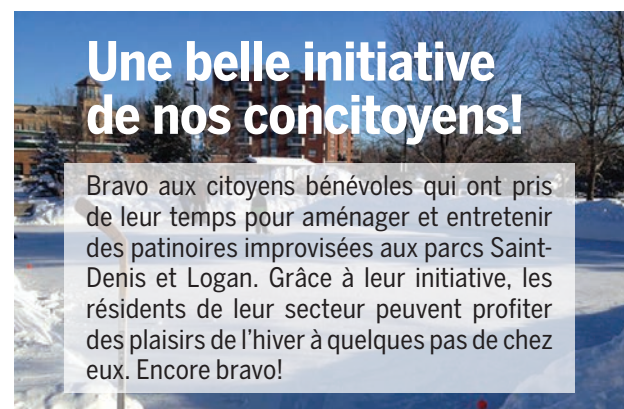 Une belle initiative
de nos concitoyens!
Bravo aux citoyens bénévoles qui ont pris
de leur temps pour aménager et entretenir
des patinoires improvisées aux parcs Saint-
Denis et Logan. Grâce à leur initiative, les
résidents de leur secteur peuvent profiter
des plaisirs de l'hiver à quelques pas de chez
eux. Encore bravo!